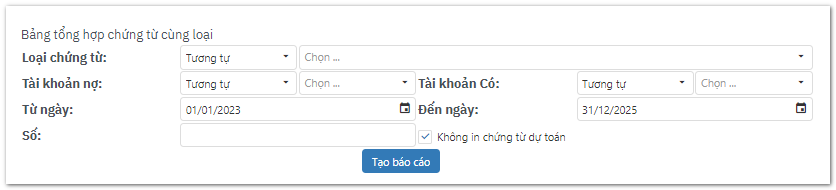 Bảng tổng hợp chứng từ cùng loại
Loại chứng từ: Tương tự Chọn ...
Tài khoản nợ: Tương tự Chọn ... Tài khoản Có: Tương tự Chọn ...
Từ ngày: 01/01/2023 Đến ngày: 31/12/2025
Số: Không in chứng từ dự toán
Tạo báo cáo